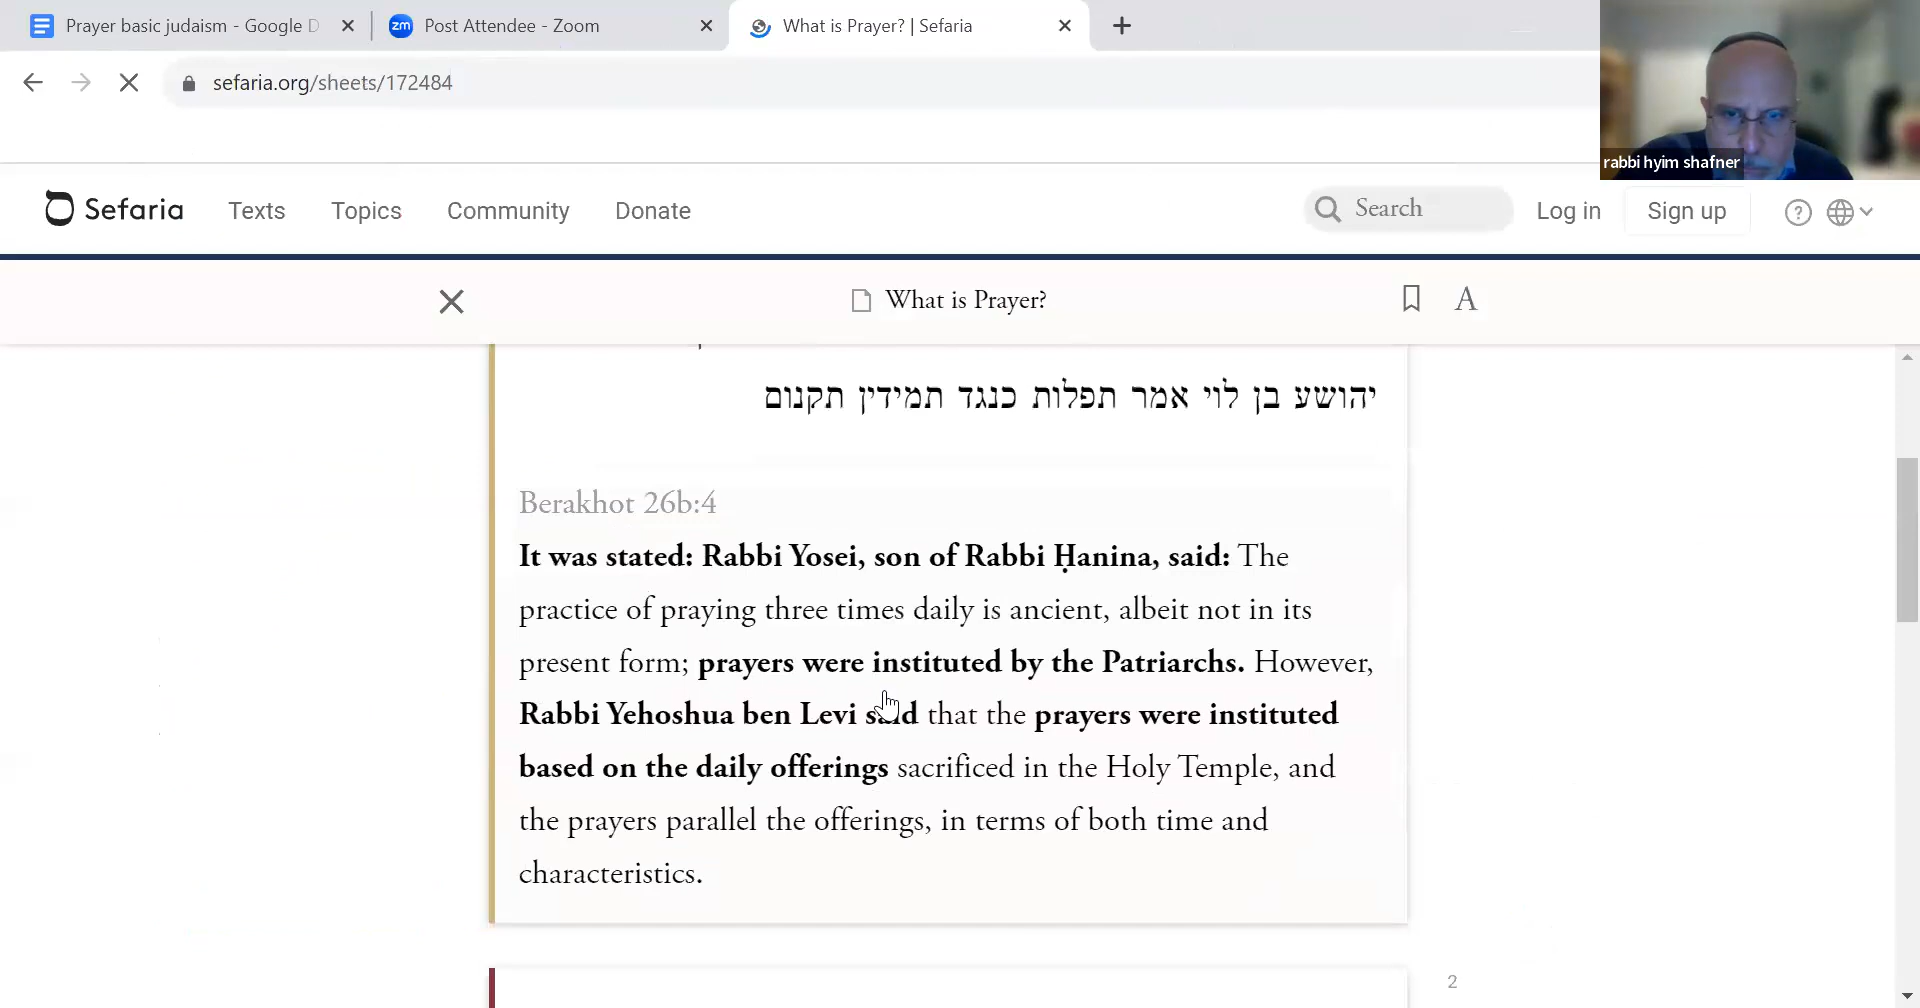 Prayer basic judaism - Google D
Post Attendee - Zoom
What is Prayer? | Sefaria
sefaria.org/sheets/172484
rabbi hyim shafner
Sefaria
Texts
Topics
Community
Donate
Search
Log in
Sign up
What is Prayer?
A
יהושע בן לוי אמר תפלות כנגד תמידין תקנום
Berakhot 26b:4
It was stated: Rabbi Yosei, son of Rabbi Ḥanina, said: The
practice of praying three times daily is ancient, albeit not in its
present form; prayers were instituted by the Patriarchs. However,
Rabbi Yehoshua ben Levi said that the prayers were instituted
based on the daily offerings sacrificed in the Holy Temple, and
the prayers parallel the offerings, in terms of both time and
characteristics.
2